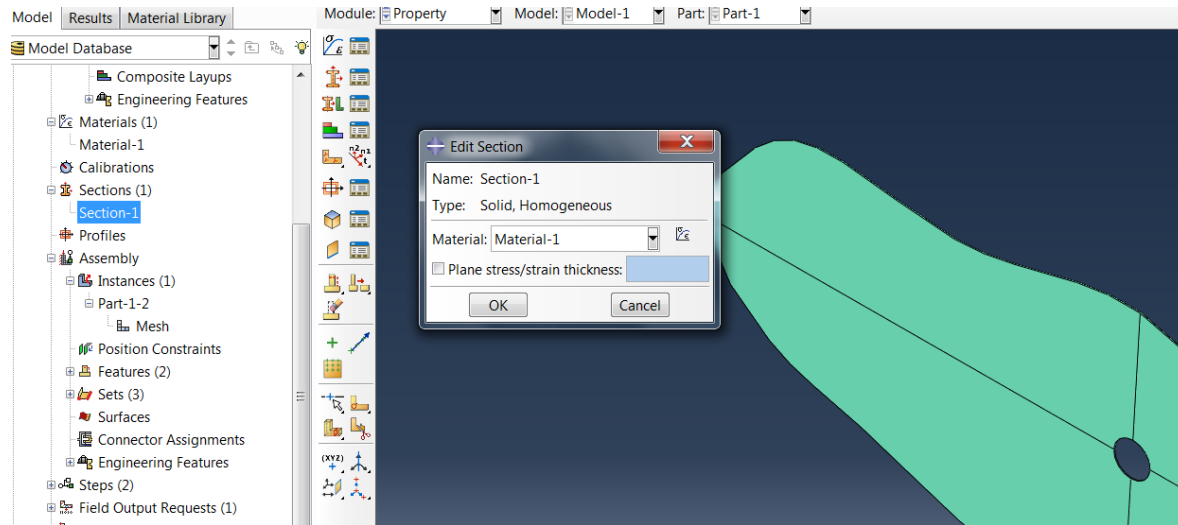 Model Results Material Library
Module: Property Model: Model-1 Part: Part-1
Model Database
Composite Layups
Engineering Features
Materials (1)
Material-1
Calibrations
Sections (1)
Section-1
Profiles
Assembly
Instances (1)
Part-1-2
Mesh
Position Constraints
Features (2)
Sets (3)
Surfaces
Connector Assignments
Engineering Features
Steps (2)
Field Output Requests (1)
Edit Section
X
Name: Section-1
Type: Solid, Homogeneous
Material: Material-1
Plane stress/strain thickness:
OK Cancel
n2 n1
t
(XYZ)